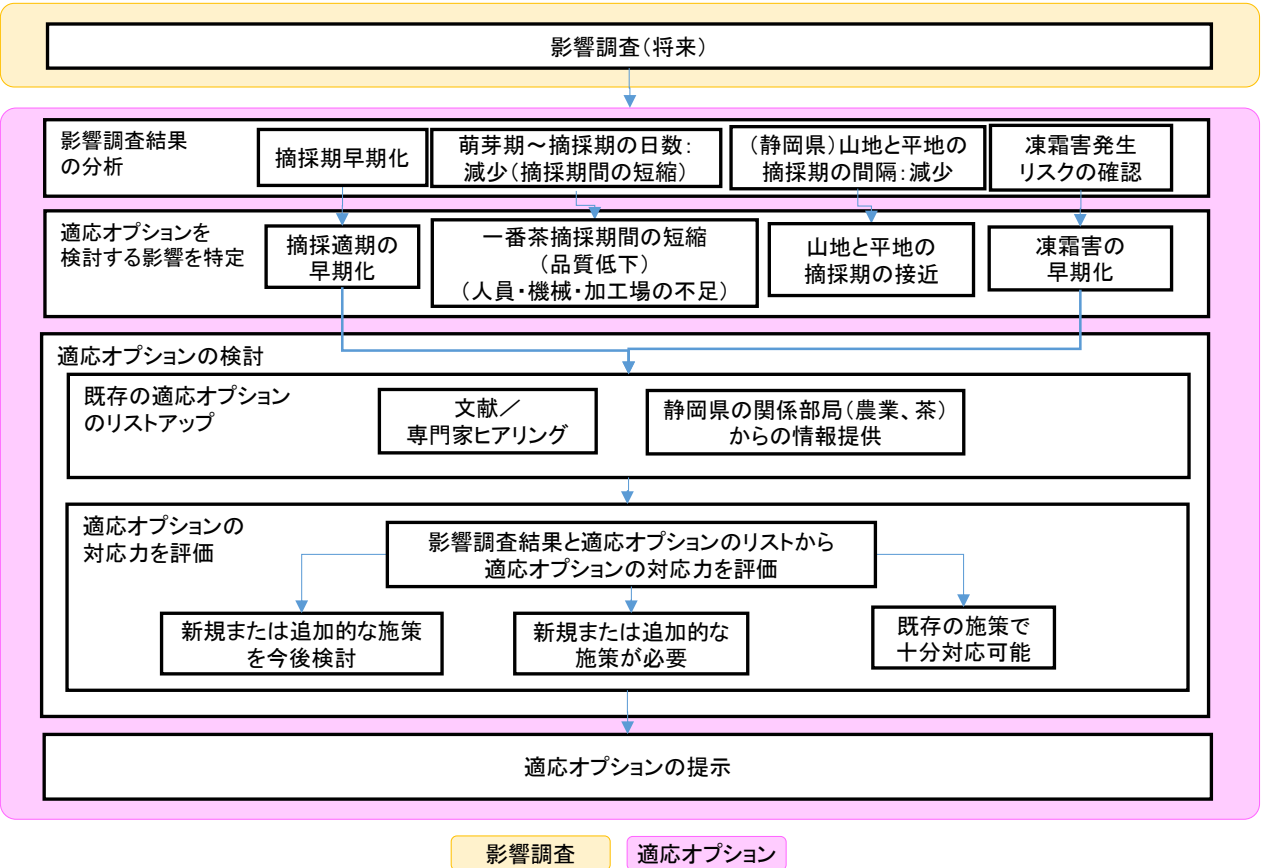 影響調査（将来）
影響調査結果
の分析
摘採期早期化
萌芽期～摘採期の日数：
減少（摘採期間の短縮）
（静岡県）山地と平地の
摘採期の間隔：減少
凍霜害発生
リスクの確認
適応オプションを
検討する影響を特定
摘採適期の
早期化
一番茶摘採期間の短縮
（品質低下）
（人員・機械・加工場の不足）
山地と平地の
摘採期の接近
凍霜害の
早期化
適応オプションの検討
既存の適応オプション
のリストアップ
文献／
専門家ヒアリング
静岡県の関係部局（農業、茶）
からの情報提供
適応オプションの
対応力を評価
影響調査結果と適応オプションのリストから
適応オプションの対応力を評価
新規または追加的な施策
を今後検討
新規または追加的な
施策が必要
既存の施策で
十分対応可能
適応オプションの提示
影響調査
適応オプション